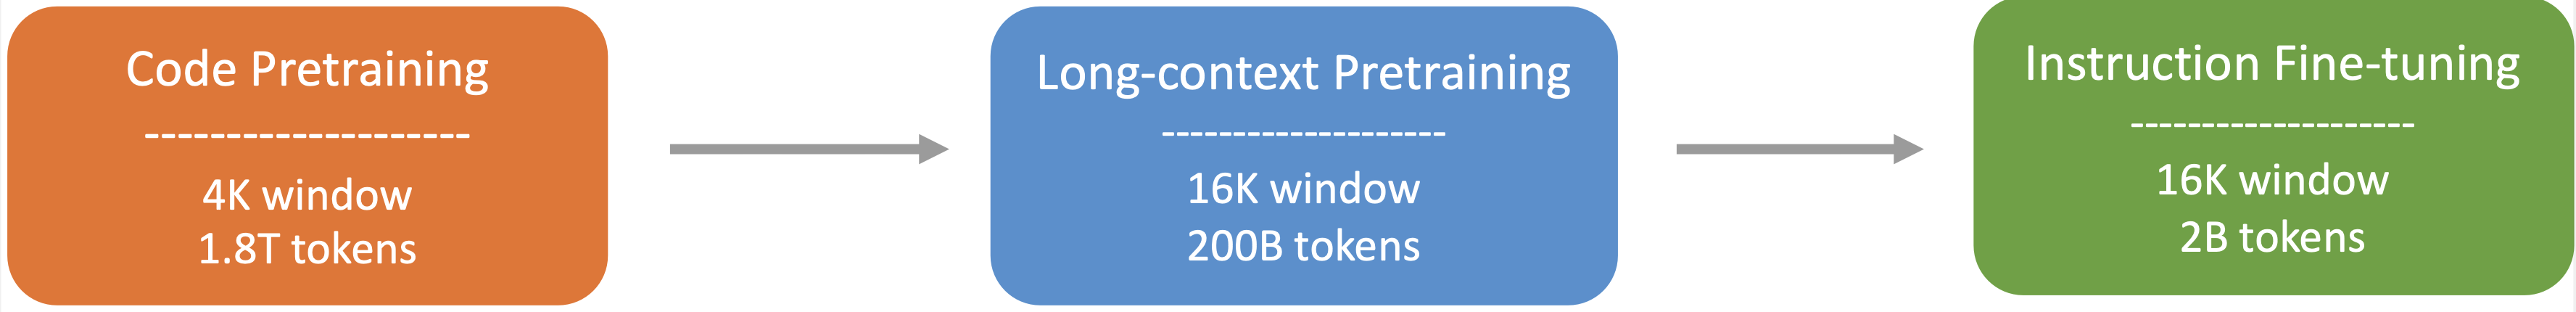 Code Pretraining
--------------------
4K window
1.8T tokens
Long-context Pretraining
--------------------
16K window
200B tokens
Instruction Fine-tuning
--------------------
16K window
2B tokens